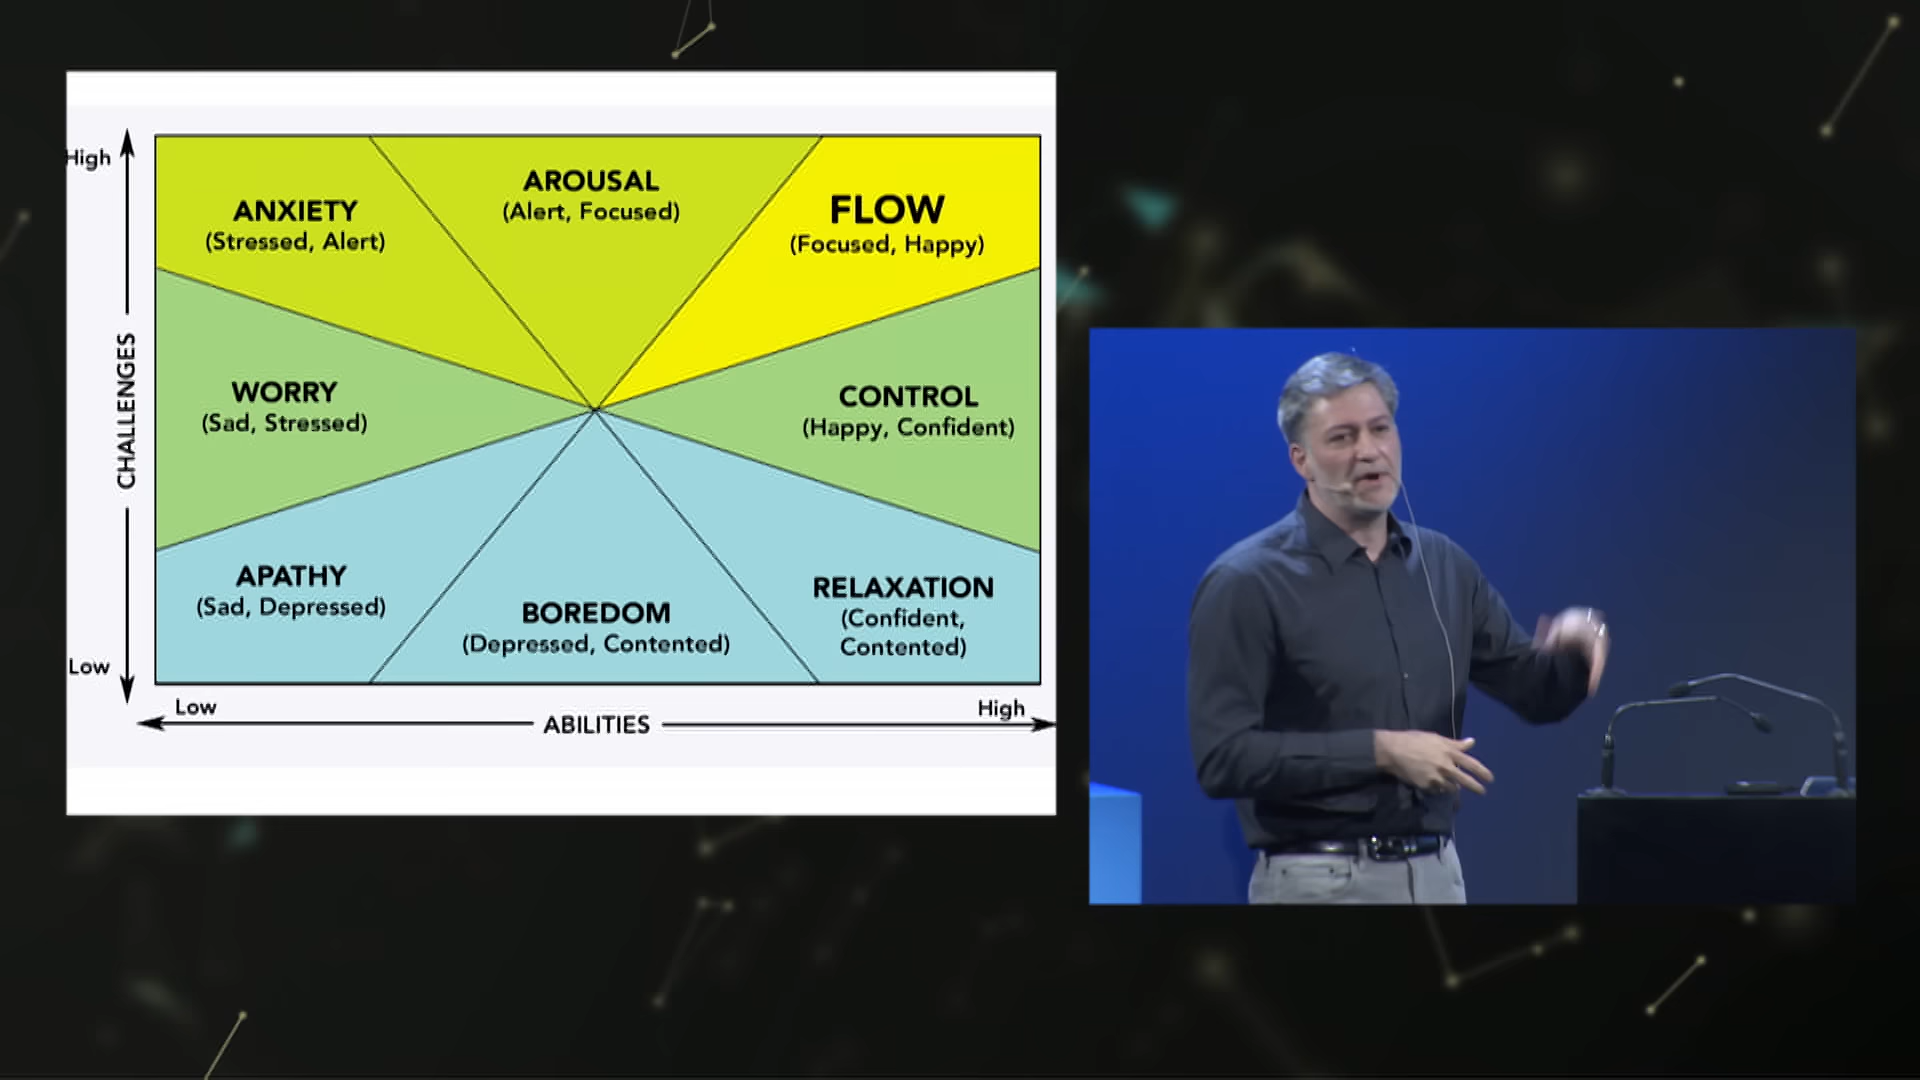 High
ANXIETY
(Stressed, Alert)
AROUSAL
(Alert, Focused)
FLOW
(Focused, Happy)
CHALLENGES
WORRY
(Sad, Stressed)
CONTROL
(Happy, Confident)
APATHY
(Sad, Depressed)
BOREDOM
(Depressed, Contented)
RELAXATION
(Confident,
Contented)
Low
Low
ABILITIES
High